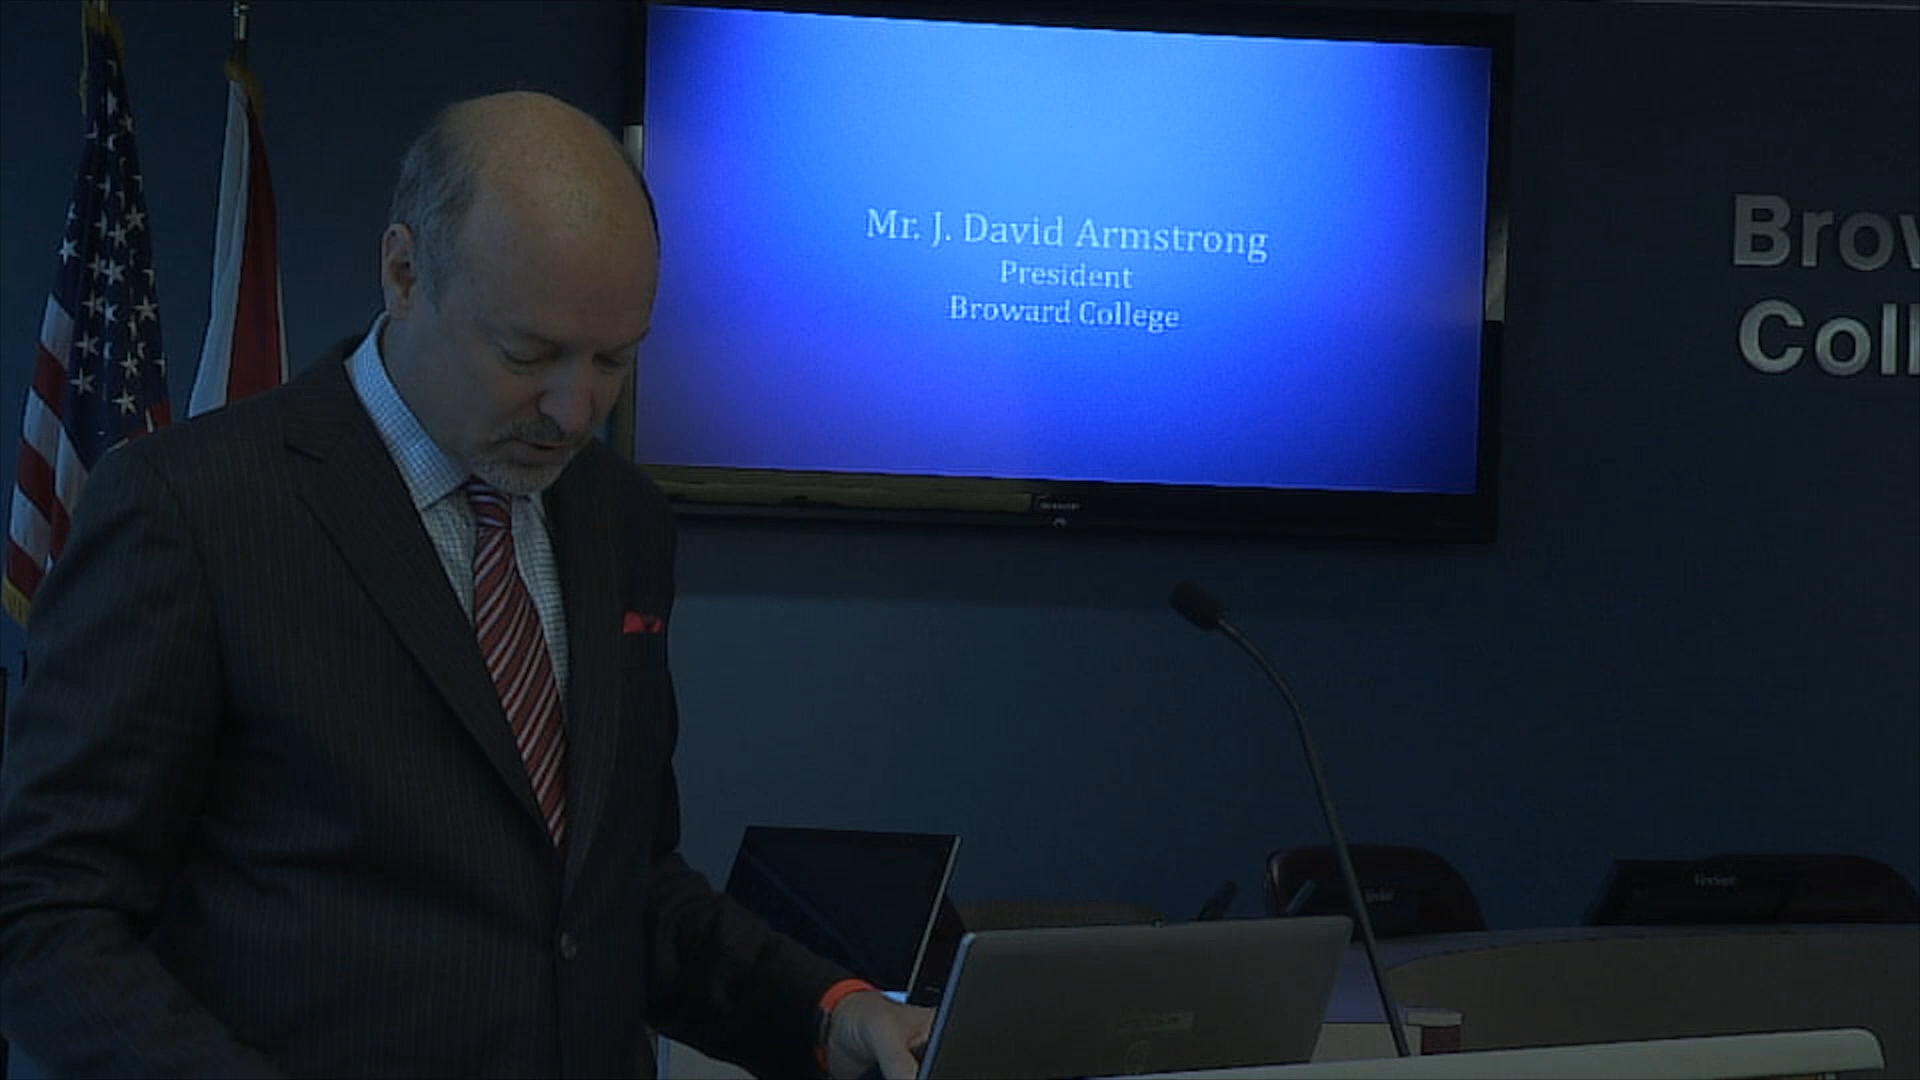 Mr. J. David Armstrong
President
Broward College
Brow
Coll